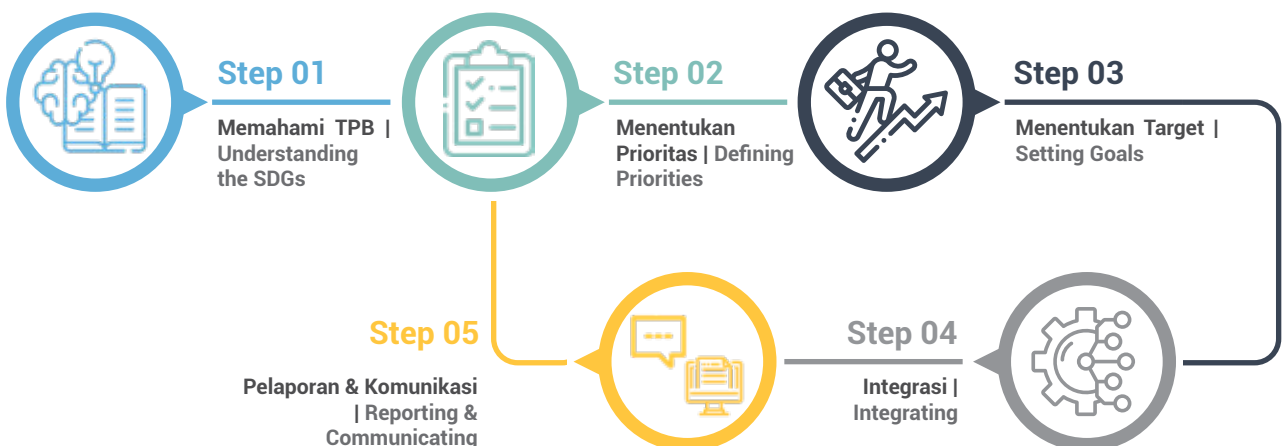 Step 01
Memahami TPB |
Understanding
the SDGs
Step 02
Menentukan
Prioritas | Defining
Priorities
Step 03
Menentukan Target |
Setting Goals
Step 04
Integrasi |
Integrating
Step 05
Pelaporan & Komunikasi
| Reporting &
Communicating